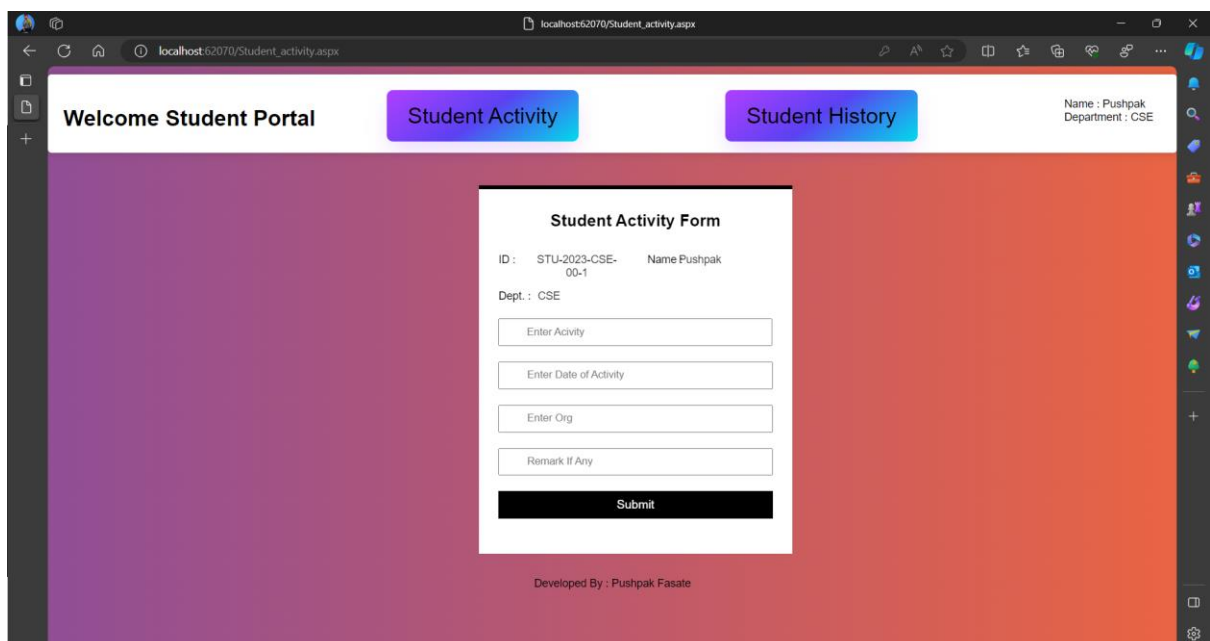 localhost:62070/Student_activity.aspx
localhost:62070/Student_activity.aspx
Welcome Student Portal
Student Activity
Student History
Name : Pushpak
Department : CSE
Student Activity Form
ID : STU-2023-CSE- Name Pushpak
00-1
Dept. : CSE
Enter Acivity
Enter Date of Activity
Enter Org
Remark If Any
Submit
Developed By : Pushpak Fasate